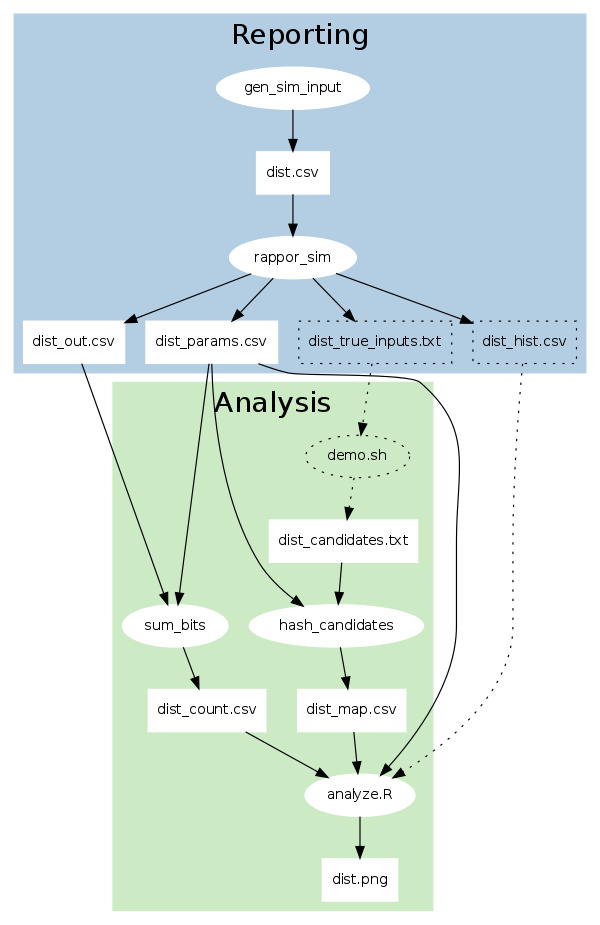 Reporting
gen_sim_input
dist.csv
rappor_sim
dist_out.csv
dist_params.csv
dist_true_inputs.txt
dist_hist.csv
Analysis
demo.sh
dist_candidates.txt
sum_bits
hash_candidates
dist_count.csv
dist_map.csv
analyze.R
dist.png